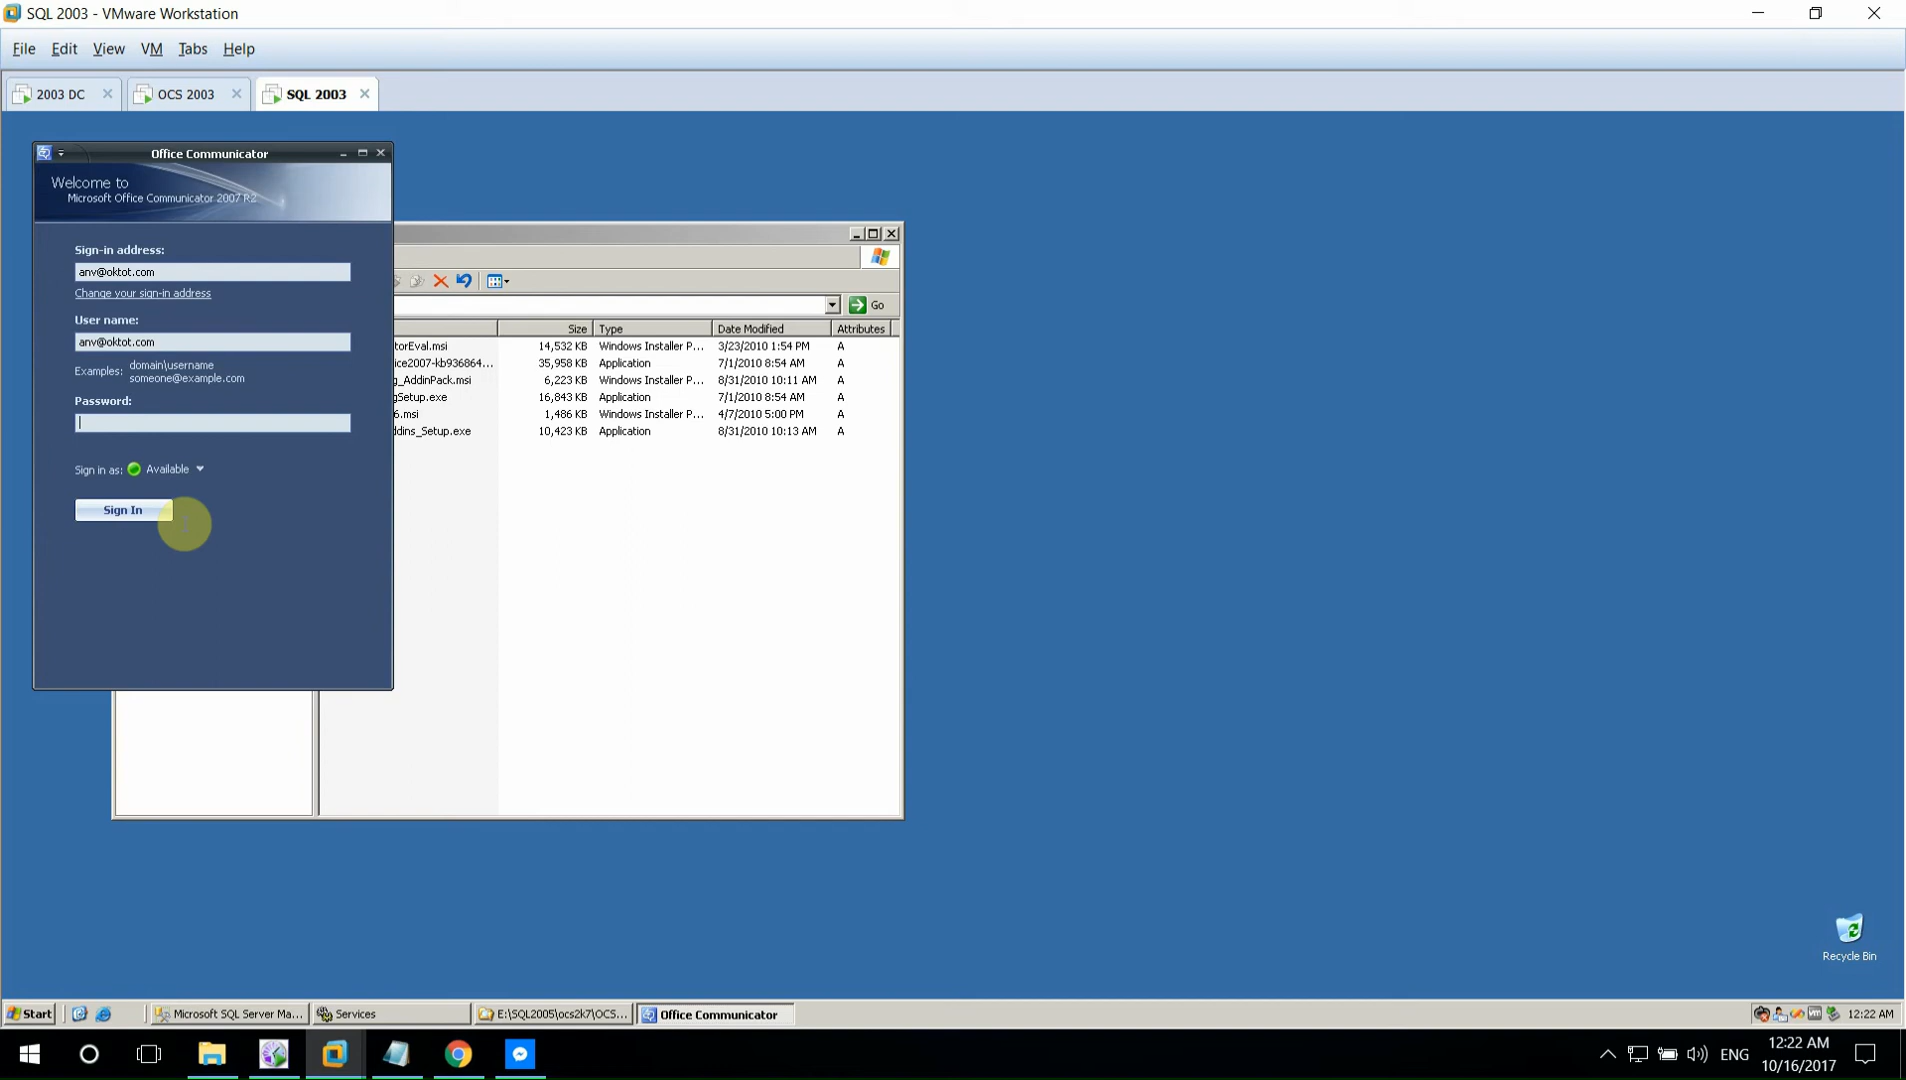 SQL 2003 - VMware Workstation
File Edit View VM Tabs Help
2003 DC
OCS 2003
SQL 2003
Office Communicator
Welcome to
Microsoft Office Communicator 2007 R2
Sign-in address:
anv@oktot.com
Change your sign-in address
User name:
anv@oktot.com
Examples: domain\username
someone@example.com
Password:
Sign in as: Available
Sign In
Go
Size Type Date Modified Attributes
torEval.msi 14,532 KB Windows Installer P... 3/23/2010 1:54 PM A
ice2007-kb936864... 35,958 KB Application 7/1/2010 8:54 AM A
g_AddinPack.msi 6,223 KB Windows Installer P... 8/31/2010 10:11 AM A
gSetup.exe 16,843 KB Application 7/1/2010 8:54 AM A
6.msi 1,486 KB Windows Installer P... 4/7/2010 5:00 PM A
ddins_Setup.exe 10,423 KB Application 8/31/2010 10:13 AM A
Recycle Bin
Start Microsoft SQL Server Ma... Services E:\SQL2005\ocs2k7\OCS... Office Communicator 12:22 AM
ENG
12:22 AM
10/16/2017